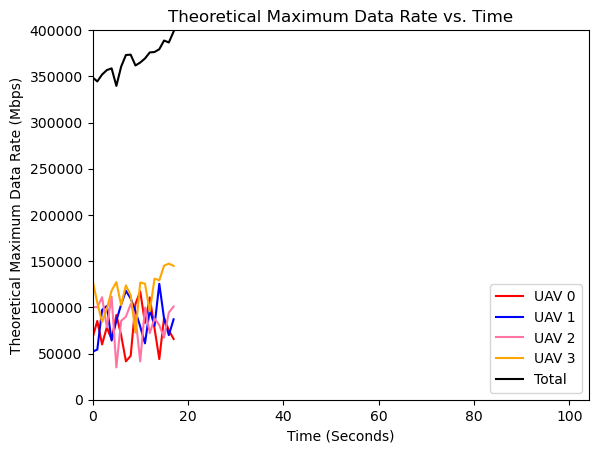 Theoretical Maximum Data Rate vs. Time
Theoretical Maximum Data Rate (Mbps)
400000
350000
300000
250000
200000
150000
100000
50000
0
0 20 40 60 80 100
Time (Seconds)
UAV 0
UAV 1
UAV 2
UAV 3
Total